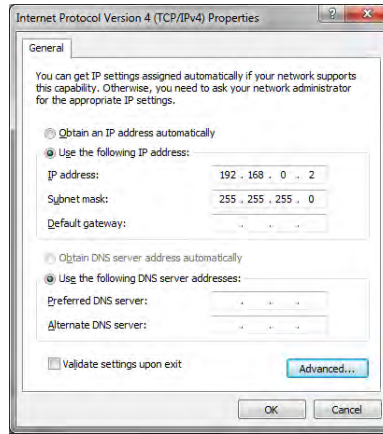 Internet Protocol Version 4 (TCP/IPv4) Properties
General
You can get IP settings assigned automatically if your network supports
this capability. Otherwise, you need to ask your network administrator
for the appropriate IP settings.
Obtain an IP address automatically
Use the following IP address:
IP address: 192 . 168 . 0 . 2
Subnet mask: 255 . 255 . 255 . 0
Default gateway: . . .
Obtain DNS server address automatically
Use the following DNS server addresses:
Preferred DNS server: . . .
Alternate DNS server: . . .
Validate settings upon exit
Advanced...
OK Cancel